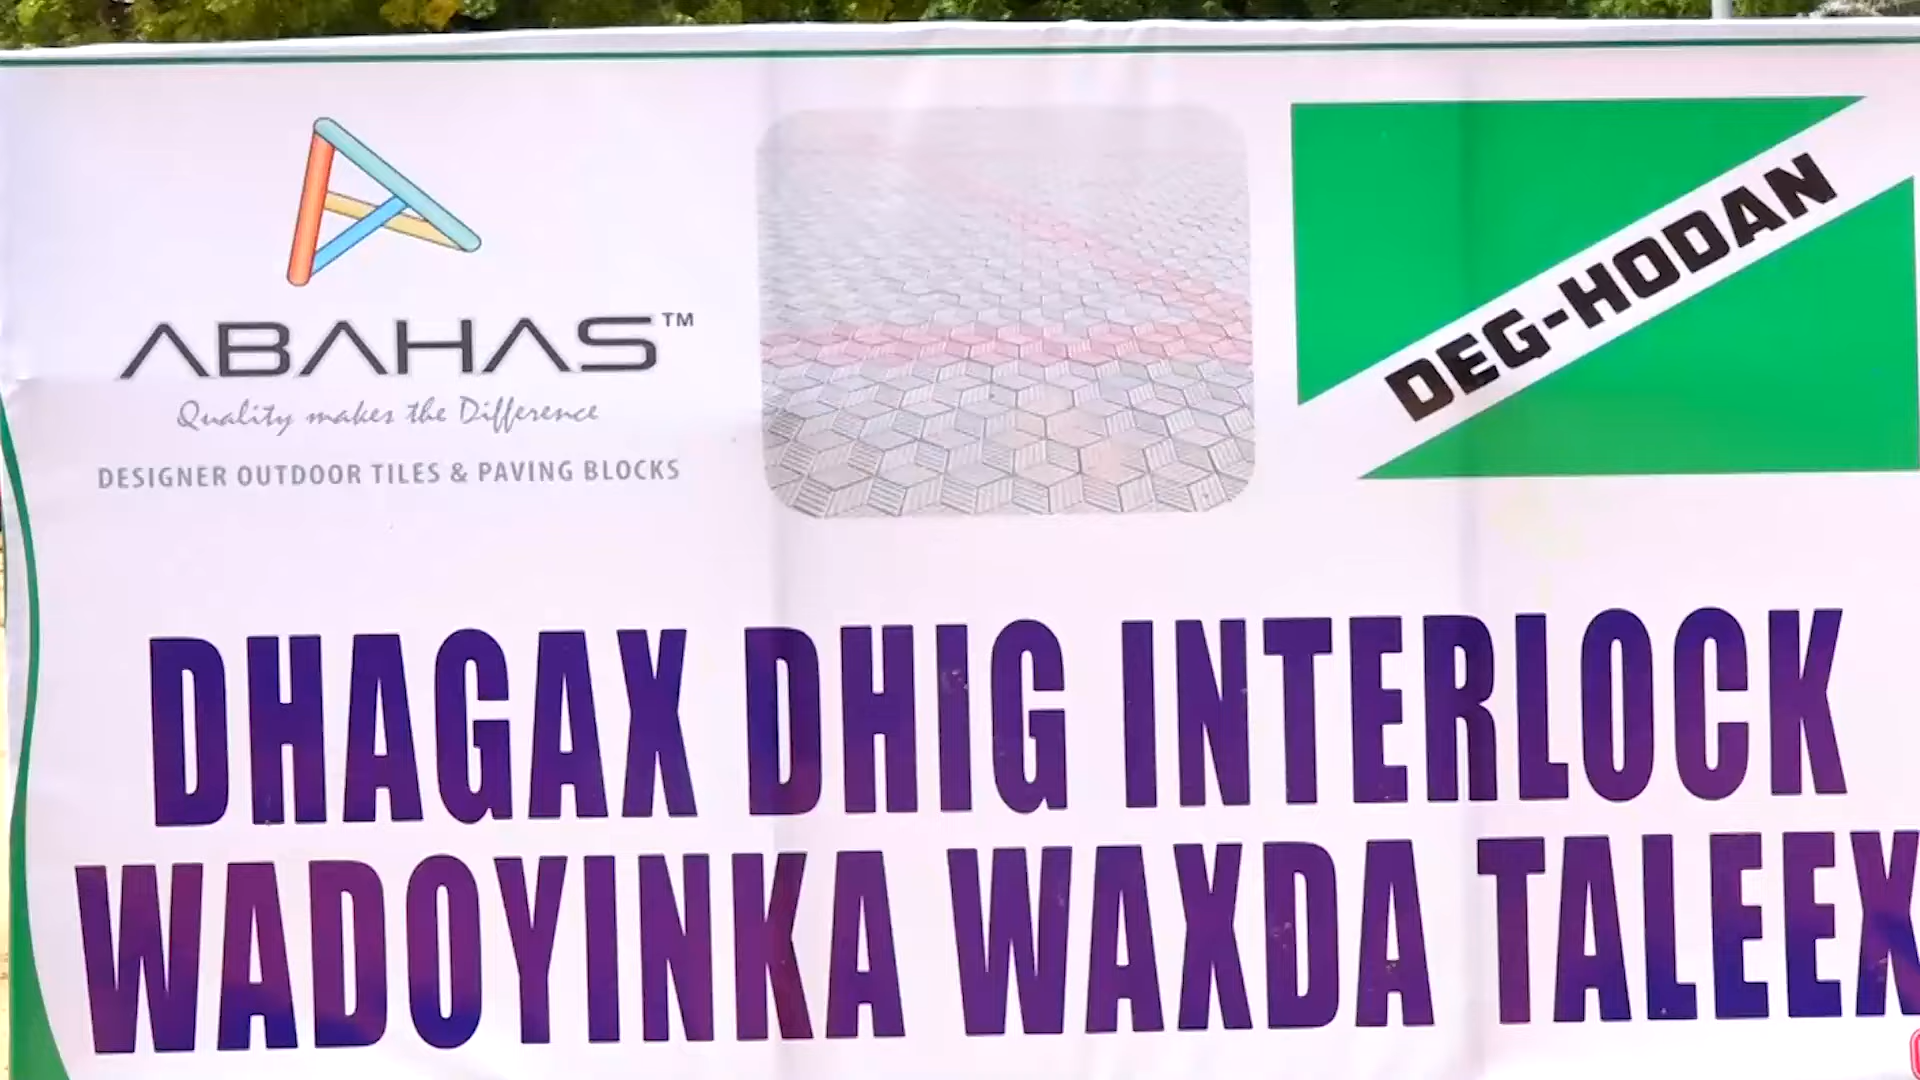 ABAHAS™
Quality makes the Difference
DESIGNER OUTDOOR TILES & PAVING BLOCKS
DEG-HODAN
DHAGAX DHIG INTERLOCK
WADOYINKA WAXDA TALEEX